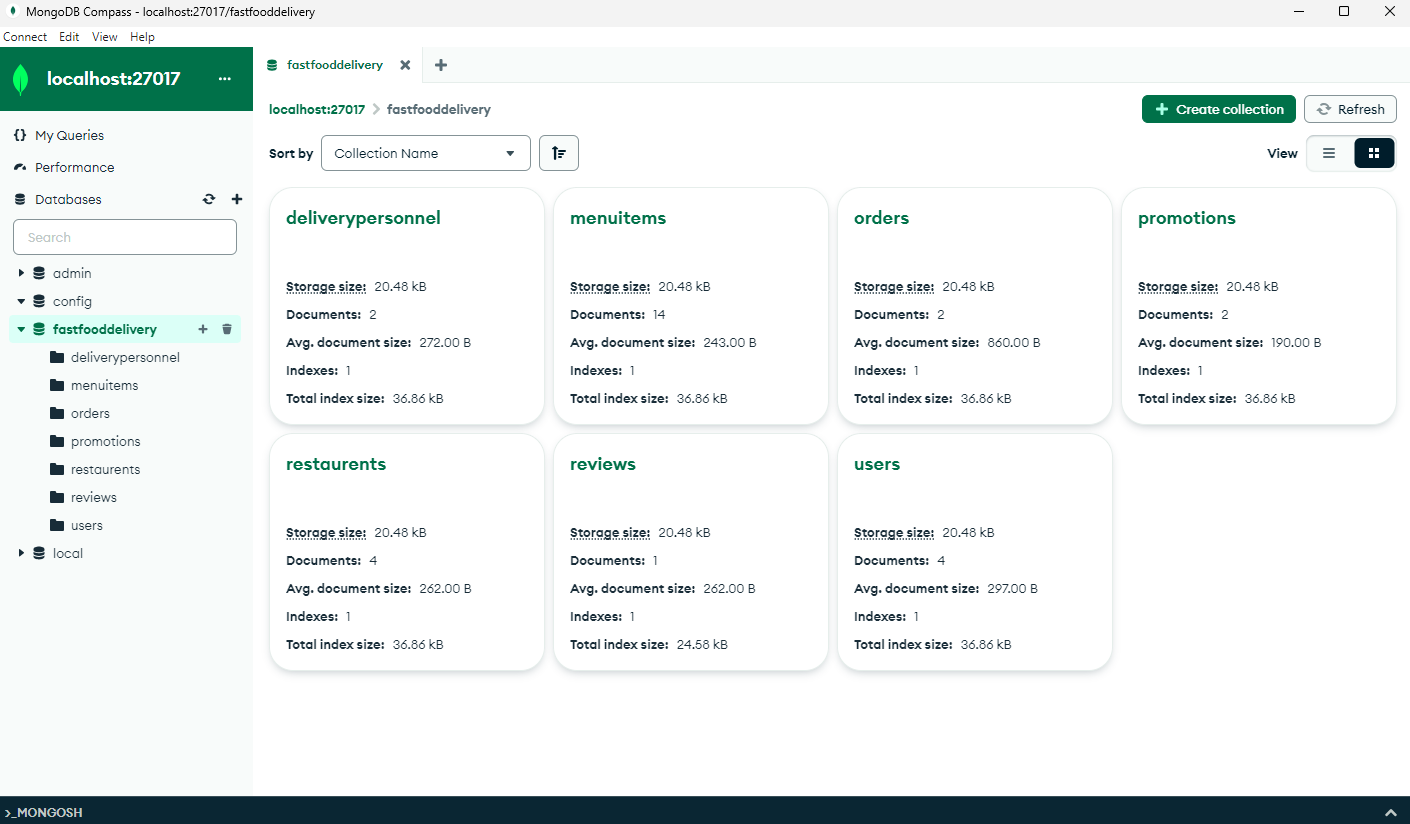 MongoDB Compass - localhost:27017/fastfooddelivery
Connect Edit View Help
localhost:27017 ...
fastfooddelivery
localhost:27017 > fastfooddelivery
Create collection
Refresh
{} My Queries
Performance
Databases
Search
admin
config
fastfooddelivery
deliverypersonnel
menuitems
orders
promotions
restaurents
reviews
users
local
Sort by Collection Name
View
deliverypersonnel
Storage size: 20.48 kB
Documents: 2
Avg. document size: 272.00 B
Indexes: 1
Total index size: 36.86 kB
menuitems
Storage size: 20.48 kB
Documents: 14
Avg. document size: 243.00 B
Indexes: 1
Total index size: 36.86 kB
orders
Storage size: 20.48 kB
Documents: 2
Avg. document size: 860.00 B
Indexes: 1
Total index size: 36.86 kB
promotions
Storage size: 20.48 kB
Documents: 2
Avg. document size: 190.00 B
Indexes: 1
Total index size: 36.86 kB
restaurents
Storage size: 20.48 kB
Documents: 4
Avg. document size: 262.00 B
Indexes: 1
Total index size: 36.86 kB
reviews
Storage size: 20.48 kB
Documents: 1
Avg. document size: 262.00 B
Indexes: 1
Total index size: 24.58 kB
users
Storage size: 20.48 kB
Documents: 4
Avg. document size: 297.00 B
Indexes: 1
Total index size: 36.86 kB
>_MONGOSH